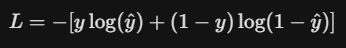 L = −[y log(ŷ) + (1 − y) log(1 − ŷ)]